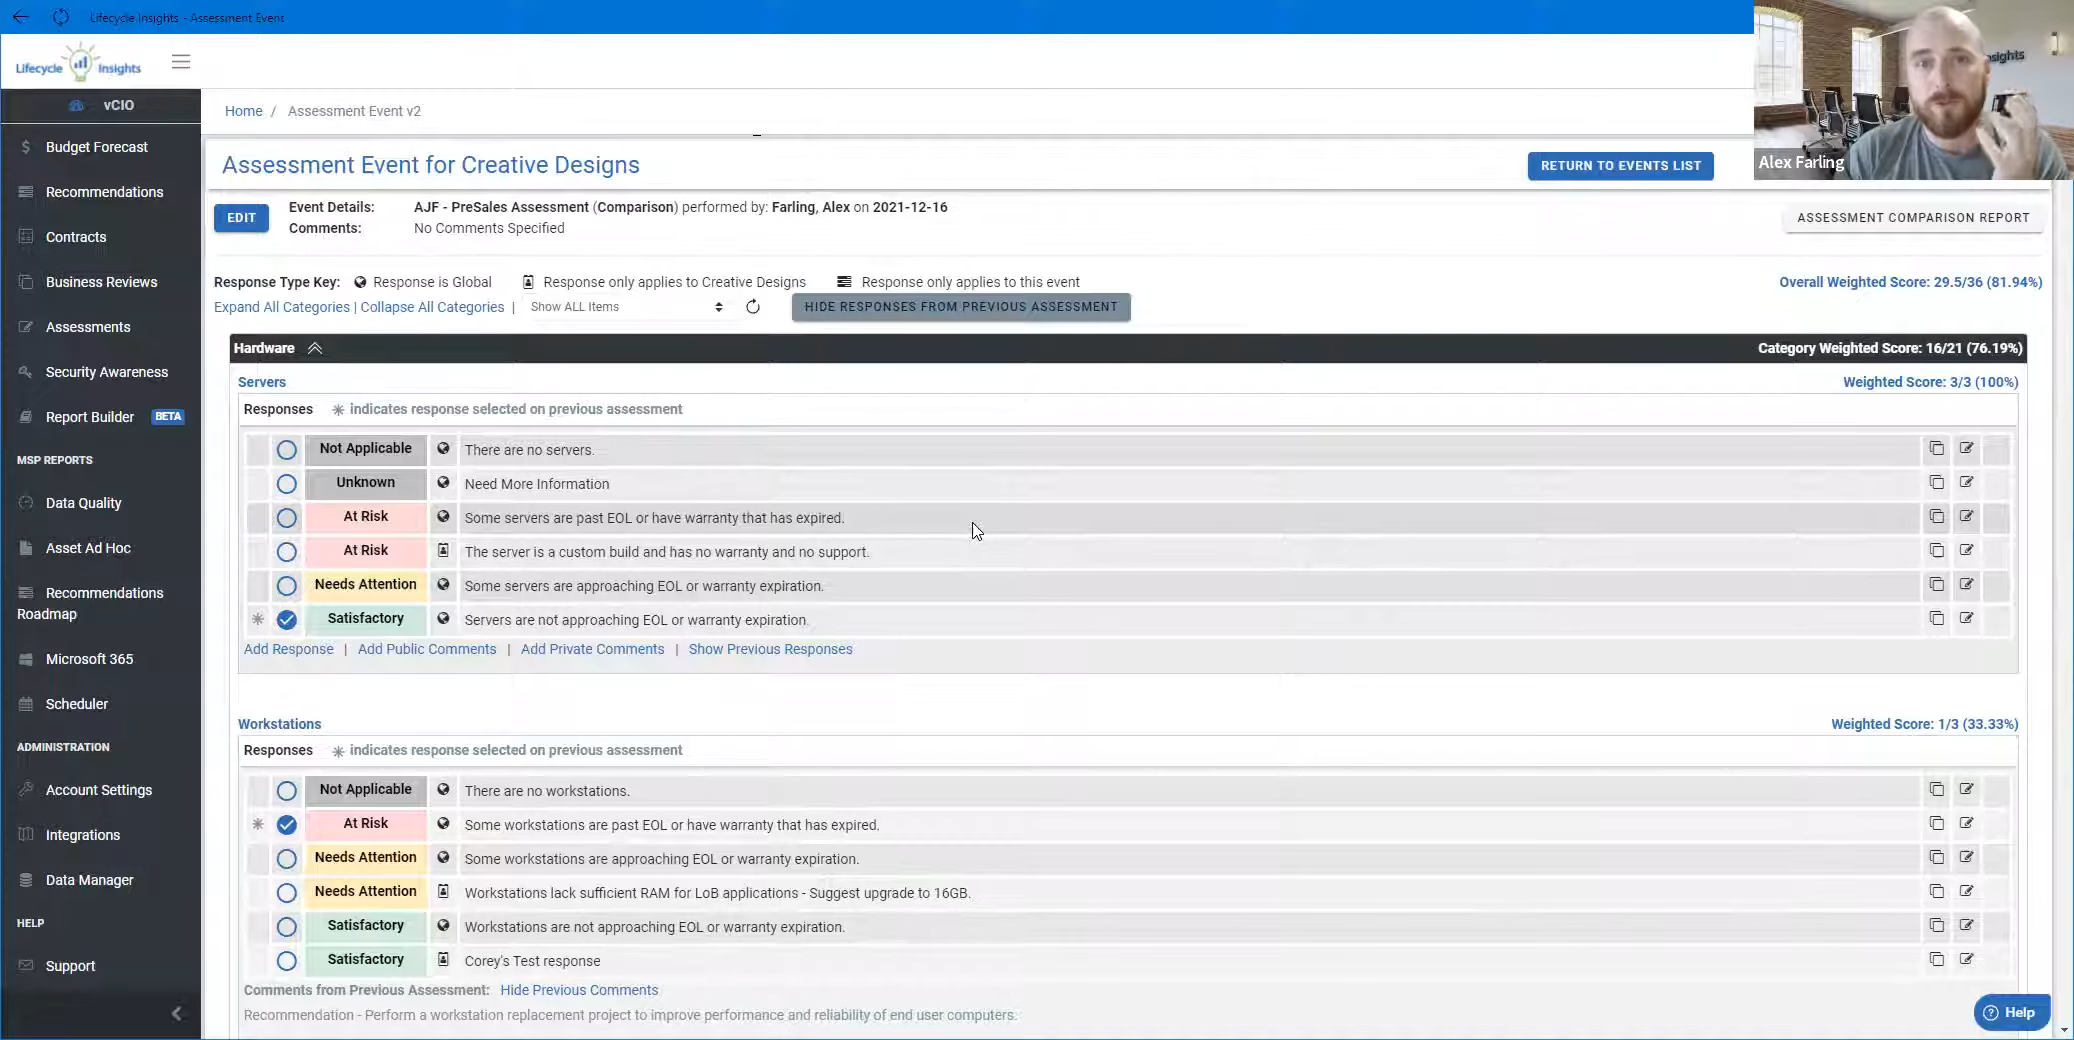 Lifecycle Insights - Assessment Event
Lifecycle Insights
vCIO
Budget Forecast
Recommendations
Contracts
Business Reviews
Assessments
Security Awareness
Report Builder BETA
MSP REPORTS
Data Quality
Asset Ad Hoc
Recommendations
Roadmap
Microsoft 365
Scheduler
ADMINISTRATION
Account Settings
Integrations
Data Manager
HELP
Support
Home / Assessment Event v2
Assessment Event for Creative Designs
RETURN TO EVENTS LIST
Alex Farling
EDIT
Event Details: AJF - PreSales Assessment (Comparison) performed by: Farling, Alex on 2021-12-16
Comments: No Comments Specified
ASSESSMENT COMPARISON REPORT
Response Type Key: Response is Global Response only applies to Creative Designs Response only applies to this event
Overall Weighted Score: 29.5/36 (81.94%)
Expand All Categories | Collapse All Categories | Show ALL Items
HIDE RESPONSES FROM PREVIOUS ASSESSMENT
Hardware
Category Weighted Score: 16/21 (76.19%)
Servers
Weighted Score: 3/3 (100%)
Responses ✳ indicates response selected on previous assessment
Not Applicable There are no servers.
Unknown Need More Information
At Risk Some servers are past EOL or have warranty that has expired.
At Risk The server is a custom build and has no warranty and no support.
Needs Attention Some servers are approaching EOL or warranty expiration.
✳ Satisfactory Servers are not approaching EOL or warranty expiration.
Add Response | Add Public Comments | Add Private Comments | Show Previous Responses
Workstations
Weighted Score: 1/3 (33.33%)
Responses ✳ indicates response selected on previous assessment
Not Applicable There are no workstations.
✳ At Risk Some workstations are past EOL or have warranty that has expired.
Needs Attention Some workstations are approaching EOL or warranty expiration.
Needs Attention Workstations lack sufficient RAM for LoB applications - Suggest upgrade to 16GB.
Satisfactory Workstations are not approaching EOL or warranty expiration.
Satisfactory Corey's Test response
Comments from Previous Assessment: Hide Previous Comments
Recommendation - Perform a workstation replacement project to improve performance and reliability of end user computers.
Help